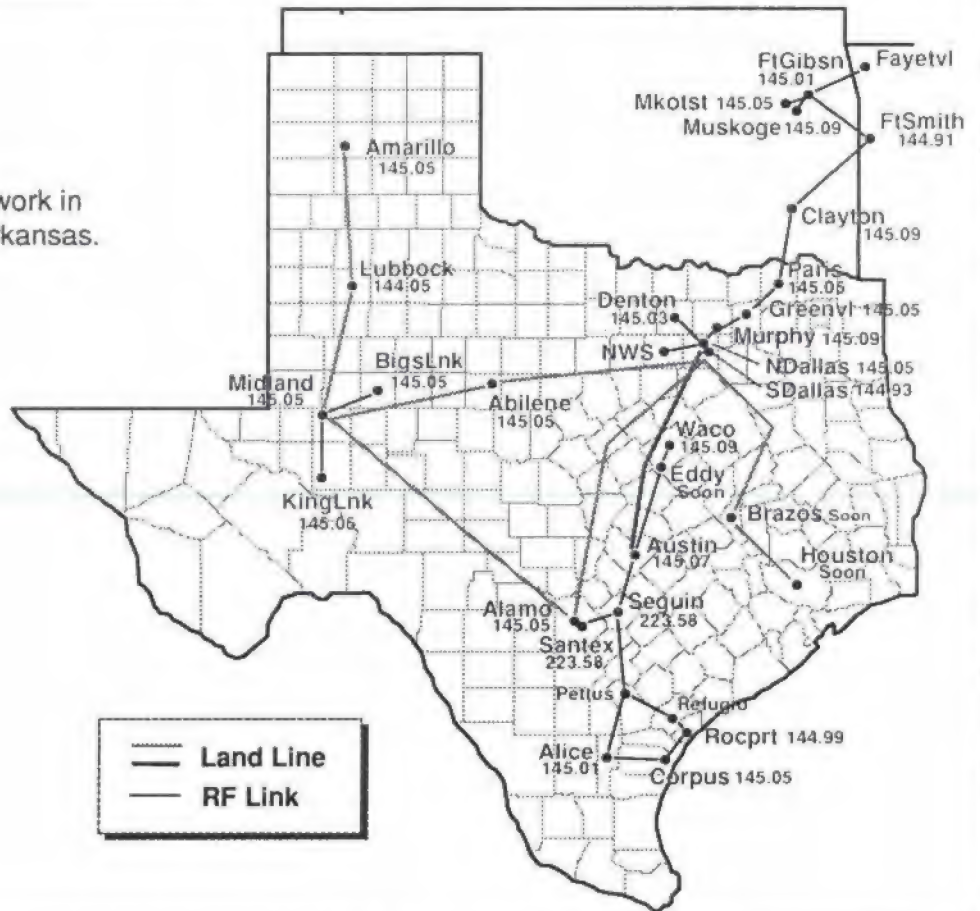 work in
kansas.
FtGibsn
145.01
Fayetvl
Mkotst 145.05
Muskoge 145.09
FtSmith
144.91
Amarillo
145.05
Clayton
145.09
Lubbock
144.05
Paris
145.05
Denton
145.03
Greenvl 145.05
Murphy 145.09
NWS
NDallas 145.05
SDallas 144.93
BigsLnk
145.05
Midland
145.05
Abilene
145.05
Waco
145.09
Eddy
Soon
KingLnk
145.06
Brazos Soon
Austin
145.07
Houston
Soon
Alamo
145.05
Seguin
223.58
Santex
223.58
Pettus
Refugio
Rocprt 144.99
Alice
145.01
Corpus 145.05
Land Line
RF Link